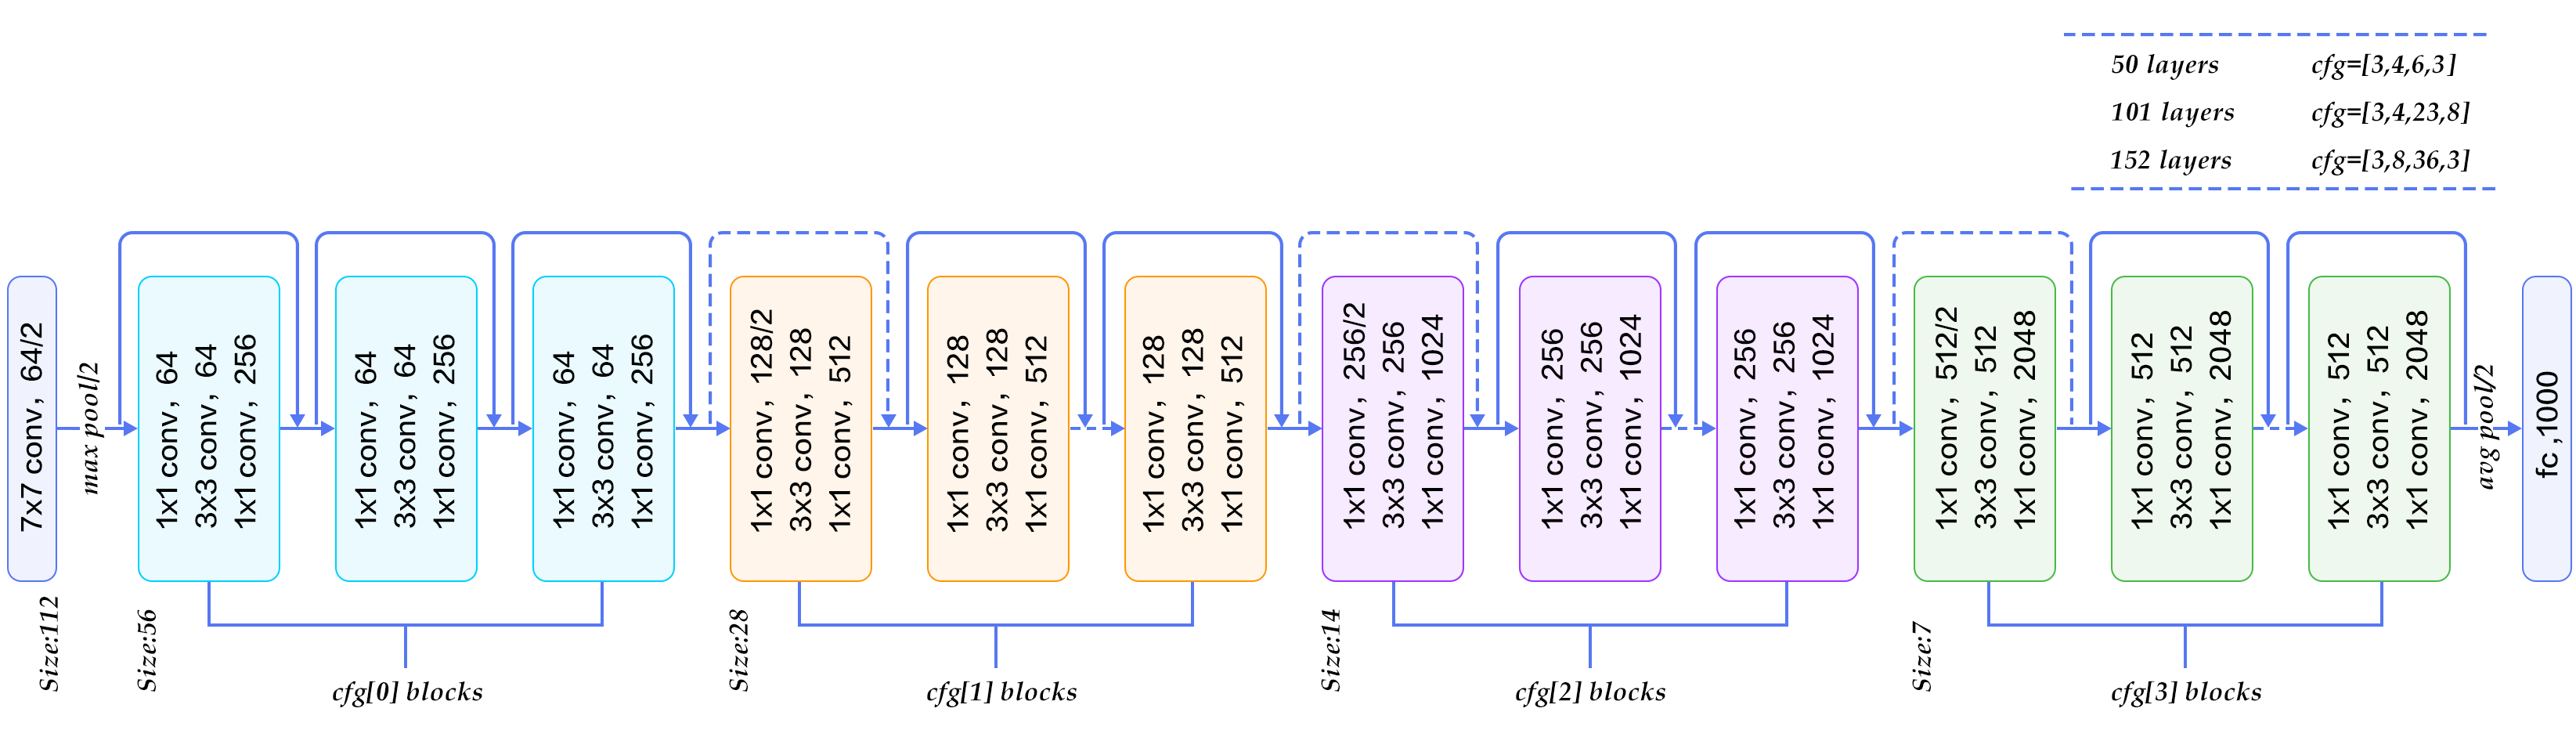 50 layers cfg=[3,4,6,3]
101 layers cfg=[3,4,23,8]
152 layers cfg=[3,8,36,3]
7x7 conv, 64/2
max pool/2
1x1 conv, 64
3x3 conv, 64
1x1 conv, 256
1x1 conv, 64
3x3 conv, 64
1x1 conv, 256
1x1 conv, 64
3x3 conv, 64
1x1 conv, 256
1x1 conv, 128/2
3x3 conv, 128
1x1 conv, 512
1x1 conv, 128
3x3 conv, 128
1x1 conv, 512
1x1 conv, 128
3x3 conv, 128
1x1 conv, 512
1x1 conv, 256/2
3x3 conv, 256
1x1 conv, 1024
1x1 conv, 256
3x3 conv, 256
1x1 conv, 1024
1x1 conv, 256
3x3 conv, 256
1x1 conv, 1024
1x1 conv, 512/2
3x3 conv, 512
1x1 conv, 2048
1x1 conv, 512
3x3 conv, 512
1x1 conv, 2048
1x1 conv, 512
3x3 conv, 512
1x1 conv, 2048
avg pool/2
fc ,1000
Size:112
Size:56
cfg[0] blocks
Size:28
cfg[1] blocks
Size:14
cfg[2] blocks
Size:7
cfg[3] blocks